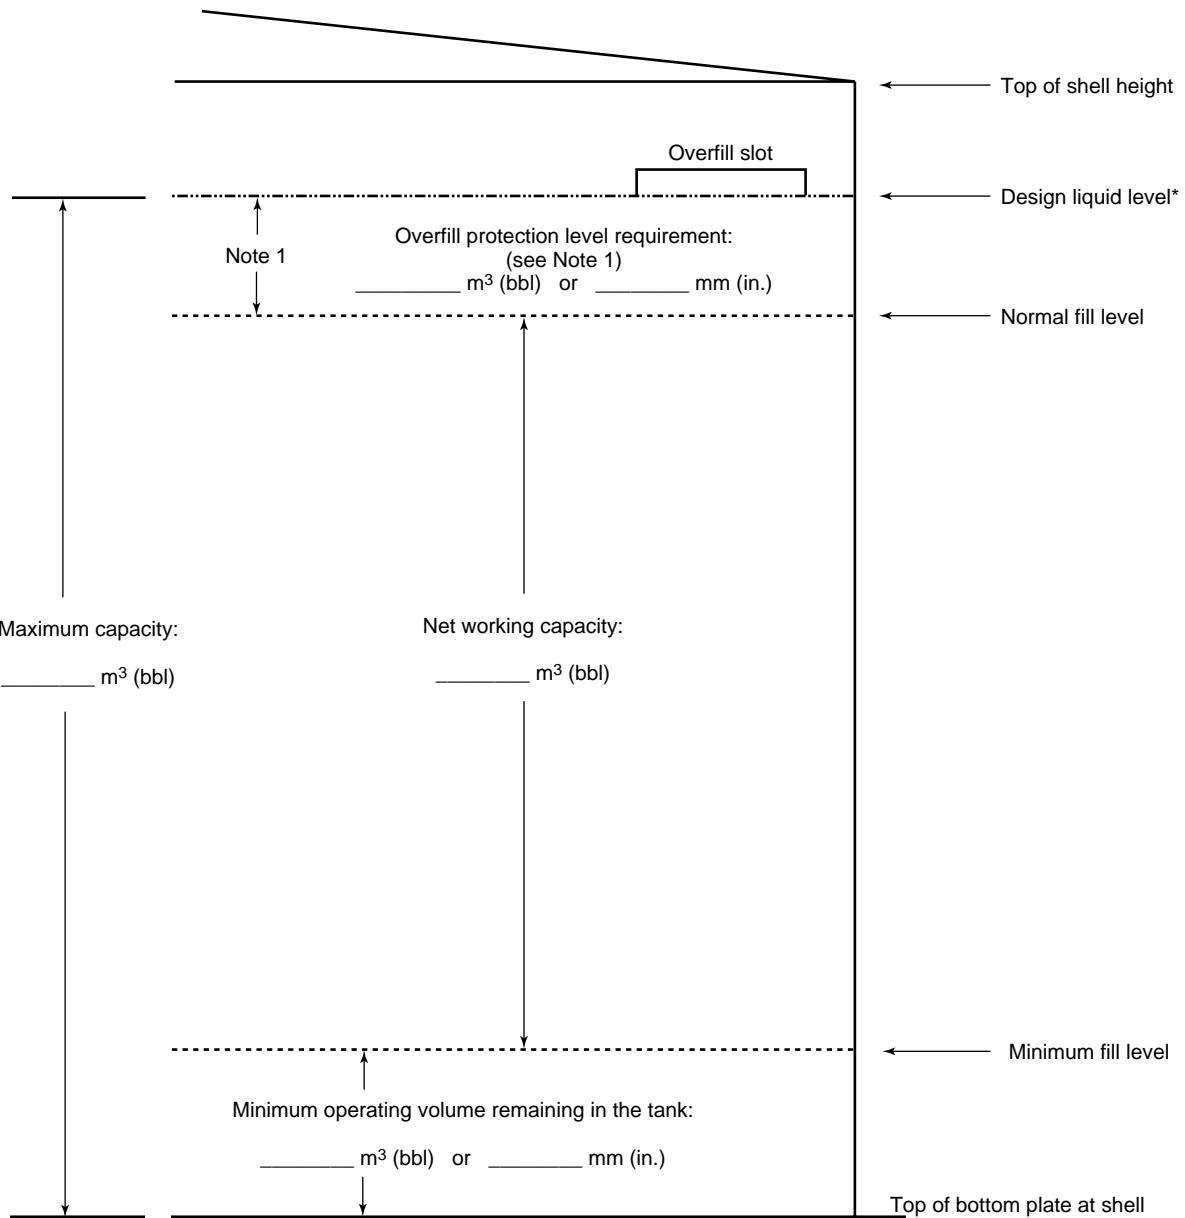 Top of shell height
Overfill slot
Design liquid level*
Note 1
Overfill protection level requirement:
(see Note 1)
_________ m³ (bbl) or ________ mm (in.)
Normal fill level
Maximum capacity:
________ m³ (bbl)
Net working capacity:
________ m³ (bbl)
Minimum fill level
Minimum operating volume remaining in the tank:
________ m³ (bbl) or ________ mm (in.)
Top of bottom plate at shell